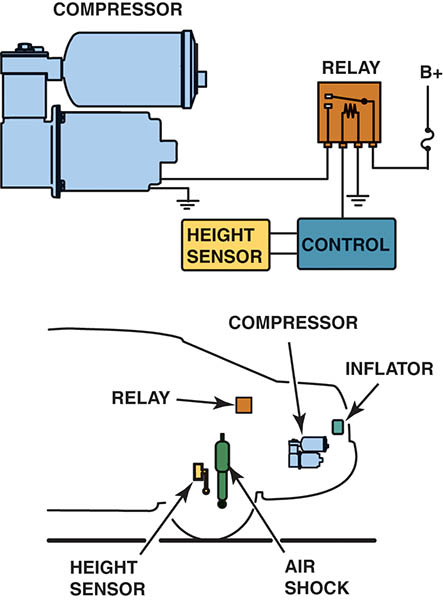 COMPRESSOR
RELAY
B+
HEIGHT
SENSOR
CONTROL
COMPRESSOR
INFLATOR
RELAY
HEIGHT
SENSOR
AIR
SHOCK